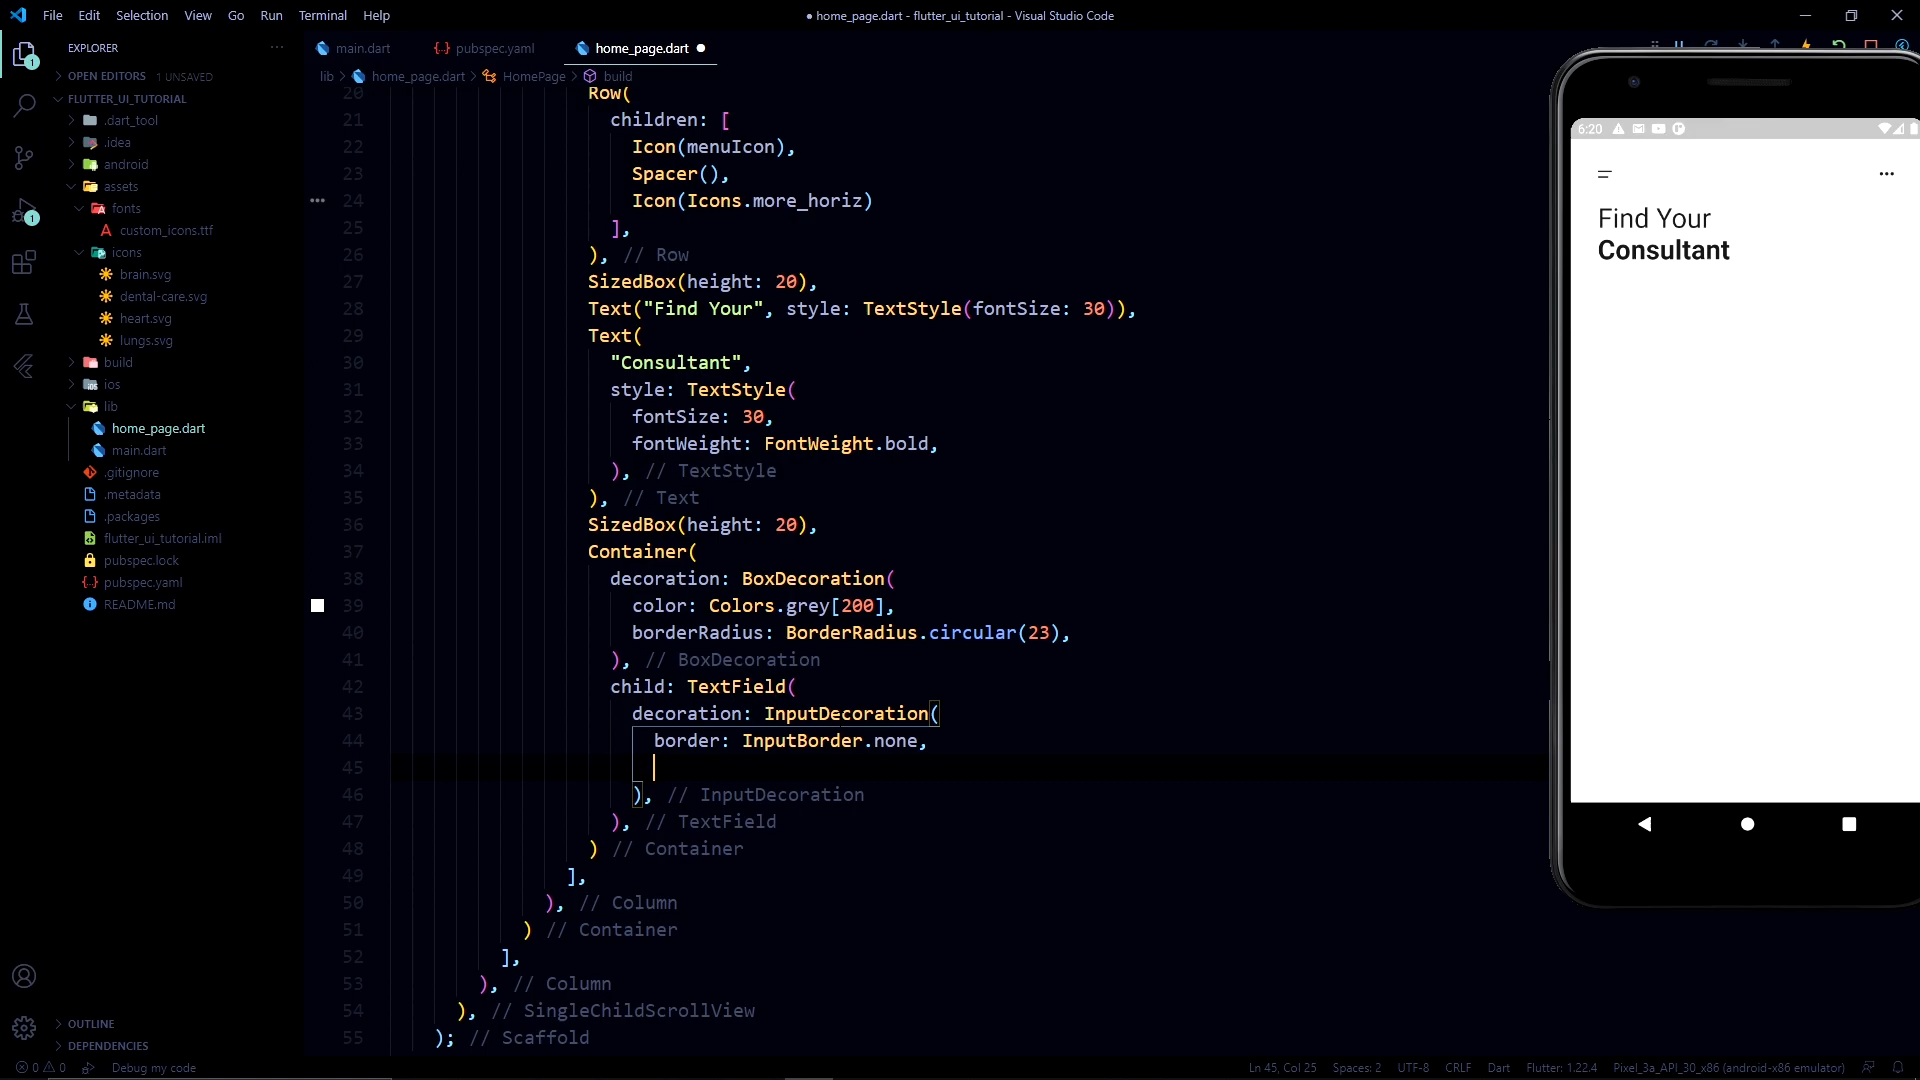 File Edit Selection View Go Run Terminal Help
● home_page.dart - flutter_ui_tutorial - Visual Studio Code
EXPLORER
OPEN EDITORS 1 UNSAVED
FLUTTER_UI_TUTORIAL
.dart_tool
.idea
android
assets
fonts
custom_icons.ttf
icons
brain.svg
dental-care.svg
heart.svg
lungs.svg
build
ios
lib
home_page.dart
main.dart
.gitignore
.metadata
.packages
flutter_ui_tutorial.iml
pubspec.lock
pubspec.yaml
README.md
OUTLINE
DEPENDENCIES
main.dart pubspec.yaml home_page.dart
lib > home_page.dart > HomePage > build
20 Row(
21 children: [
22 Icon(menuIcon),
23 Spacer(),
24 Icon(Icons.more_horiz)
25 ],
26 ), // Row
27 SizedBox(height: 20),
28 Text("Find Your", style: TextStyle(fontSize: 30)),
29 Text(
30 "Consultant",
31 style: TextStyle(
32 fontSize: 30,
33 fontWeight: FontWeight.bold,
34 ), // TextStyle
35 ), // Text
36 SizedBox(height: 20),
37 Container(
38 decoration: BoxDecoration(
39 color: Colors.grey[200],
40 borderRadius: BorderRadius.circular(23),
41 ), // BoxDecoration
42 child: TextField(
43 decoration: InputDecoration(
44 border: InputBorder.none,
45
46 ), // InputDecoration
47 ), // TextField
48 ) // Container
49 ],
50 ), // Column
51 ) // Container
52 ],
53 ), // Column
54 ), // SingleChildScrollView
55 ); // Scaffold
6:20
Find Your
Consultant
0 0 Debug my code Ln 45, Col 25 Spaces: 2 UTF-8 CRLF Dart Flutter: 1.22.4 Pixel_3a_API_30_x86 (android-x86 emulator)
1
1